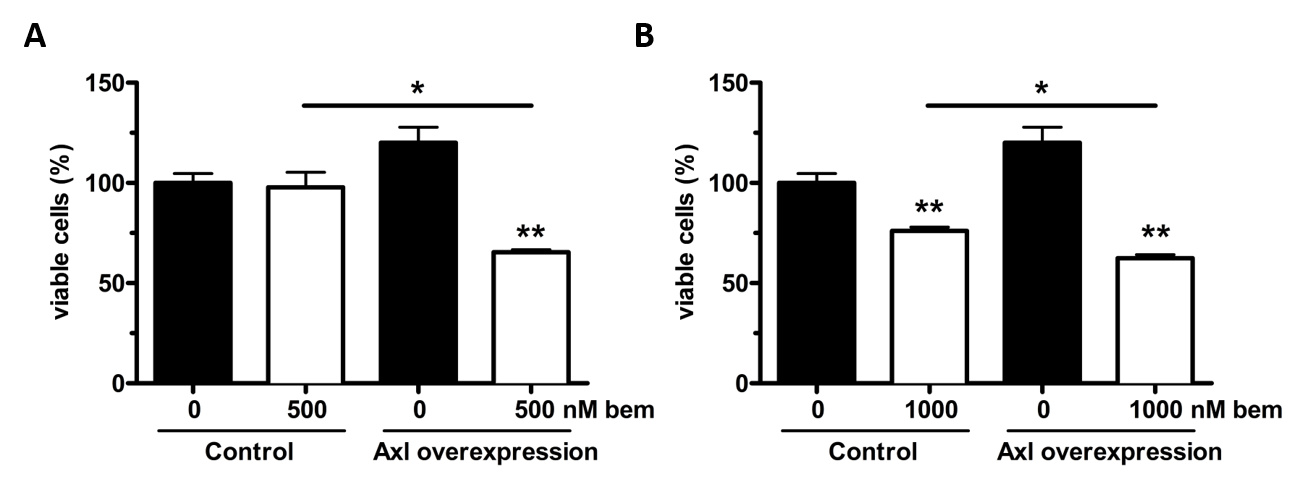 A
B
viable cells (%)
150
100
50
0
*
**
0
500
0
500 nM bem
Control
Axl overexpression
viable cells (%)
150
100
50
0
*
**
**
0
1000
0
1000 nM bem
Control
Axl overexpression